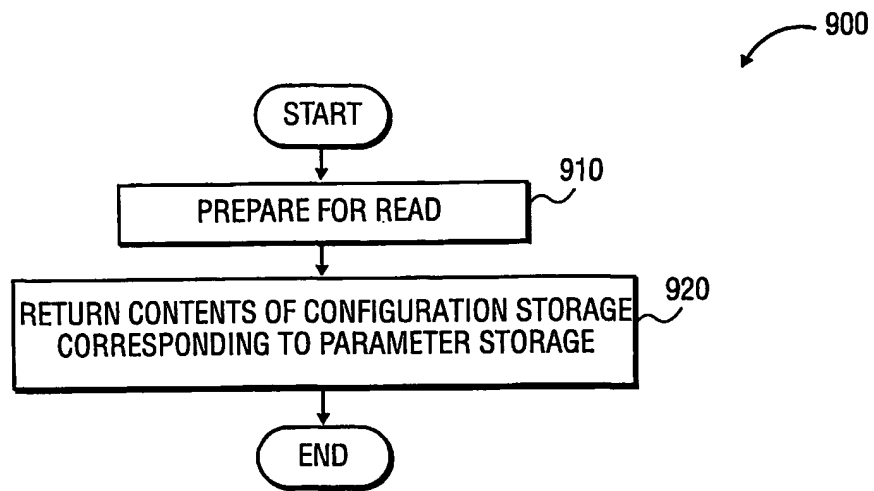 900
START
910
PREPARE FOR READ
920
RETURN CONTENTS OF CONFIGURATION STORAGE
CORRESPONDING TO PARAMETER STORAGE
END